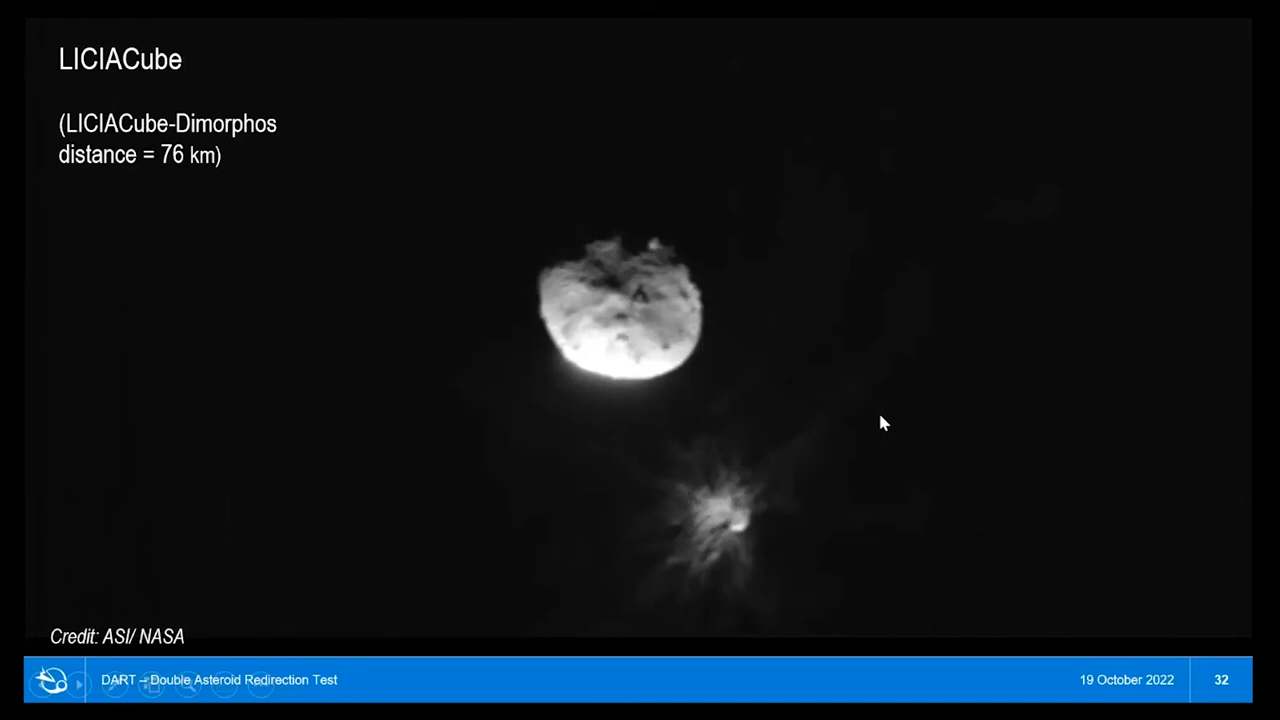 LICIACube
(LICIACube-Dimorphos
distance = 76 km)
Credit: ASI/ NASA
DART – Double Asteroid Redirection Test
19 October 2022
32